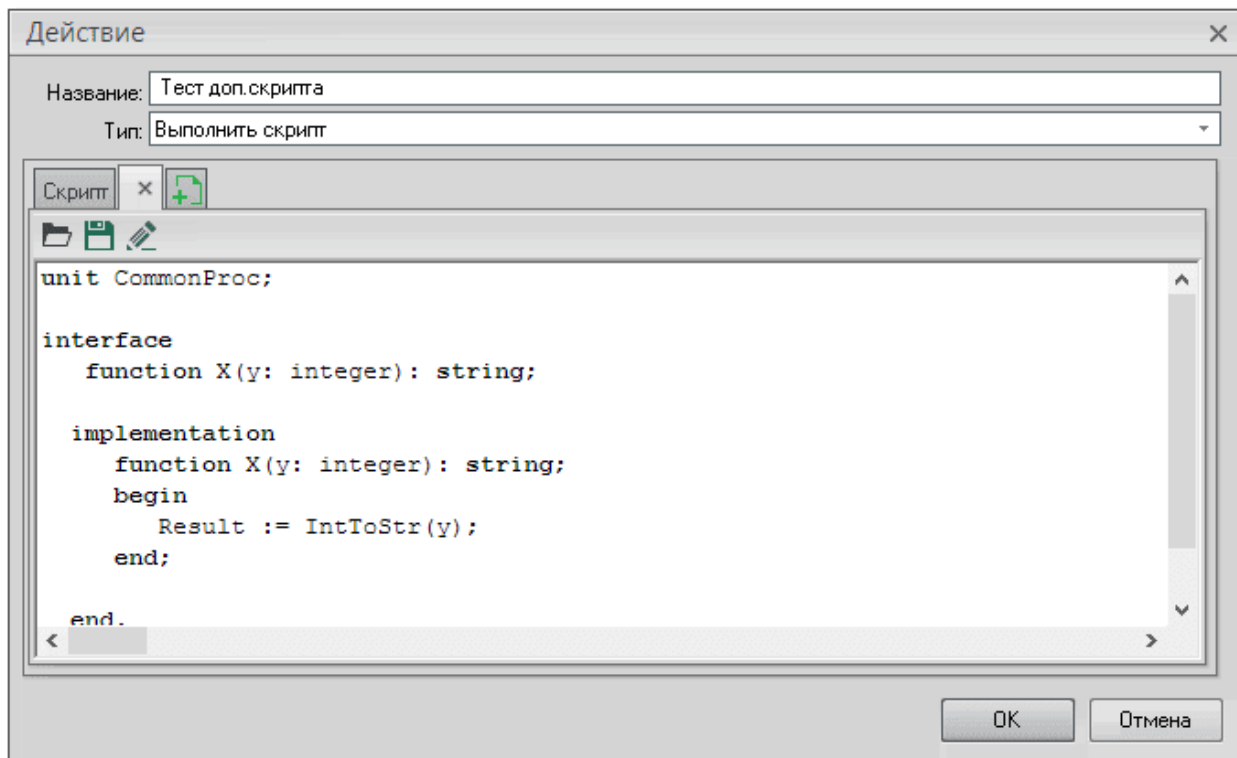 Действие
Название: Тест доп.скрипта
Тип: Выполнить скрипт
Скрипт
unit CommonProc;
interface
function X(y: integer): string;
implementation
function X(y: integer): string;
begin
Result := IntToStr(y);
end;
end.
OK Отмена